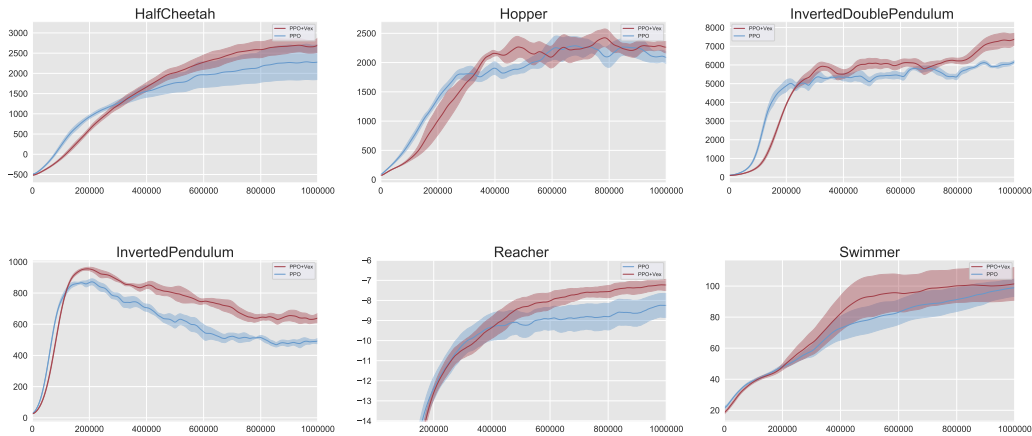 HalfCheetah
3000
2500
2000
1500
1000
500
0
−500
0 200000 400000 600000 800000 1000000
PPO+Vex
PPO
Hopper
2500
2000
1500
1000
500
0
0 200000 400000 600000 800000 1000000
PPO+Vex
PPO
InvertedDoublePendulum
8000
7000
6000
5000
4000
3000
2000
1000
0
0 200000 400000 600000 800000 1000000
PPO+Vex
PPO
InvertedPendulum
1000
800
600
400
200
0
0 200000 400000 600000 800000 1000000
PPO+Vex
PPO
Reacher
−6
−7
−8
−9
−10
−11
−12
−13
−14
200000 400000 600000 800000 1000000
PPO
PPO+Vex
Swimmer
100
80
60
40
20
0 200000 400000 600000 800000 1000000
PPO+Vex
PPO